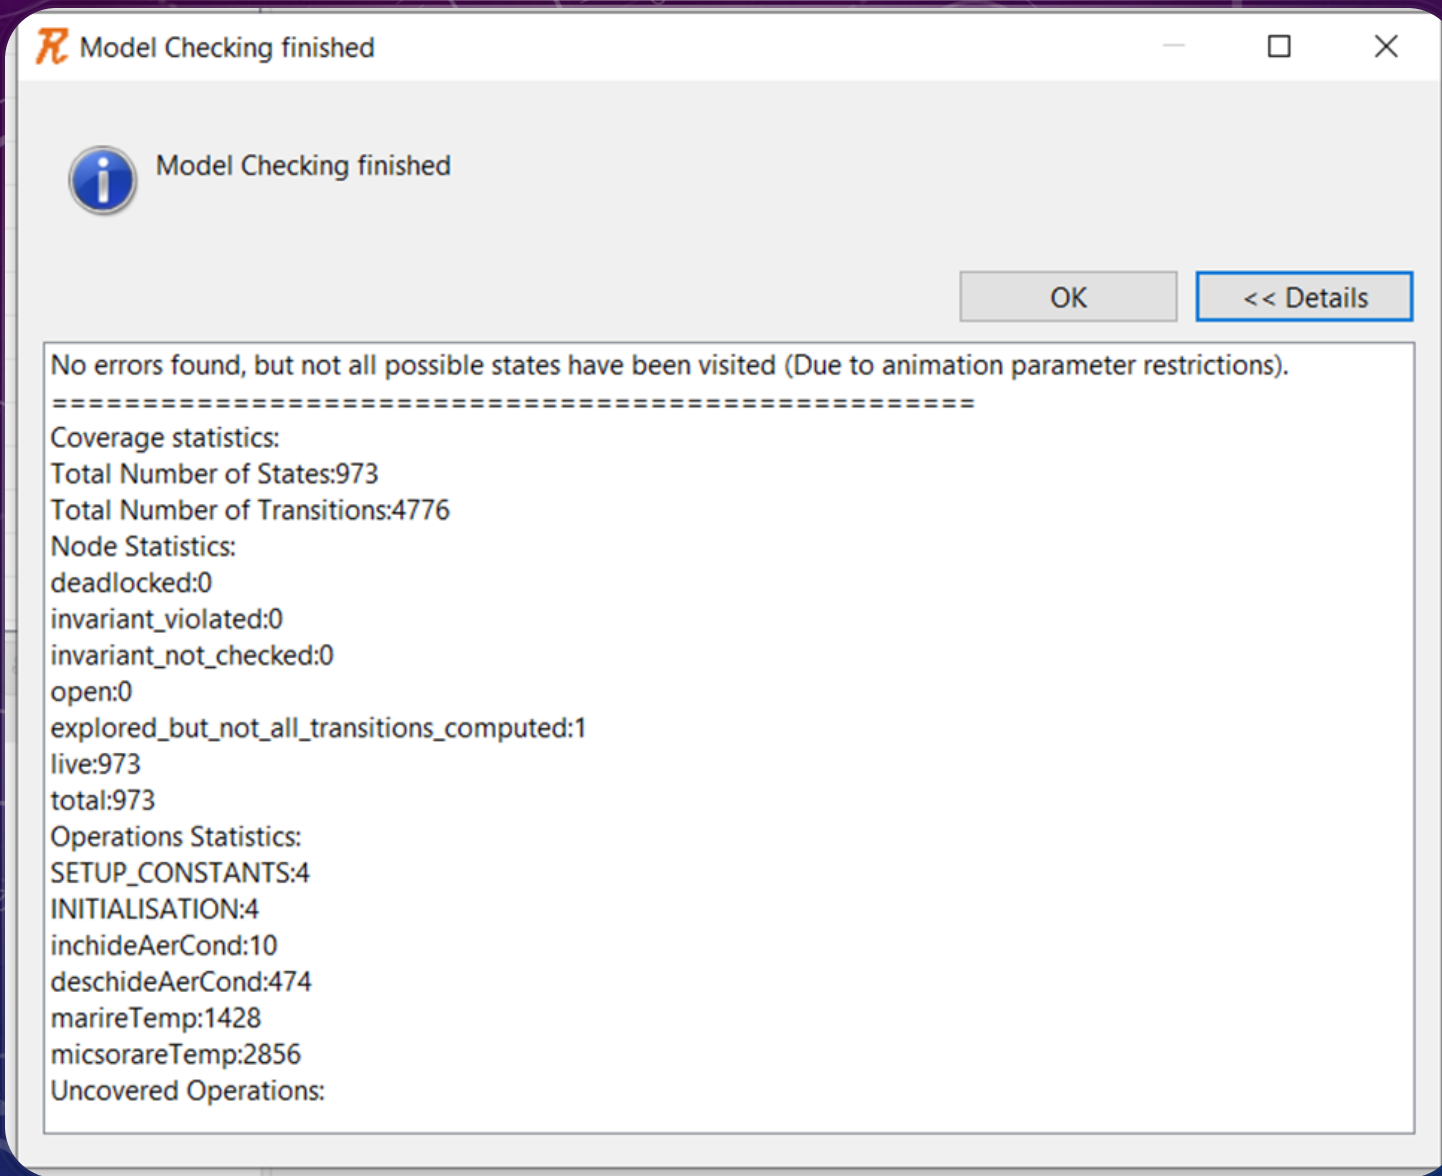 Model Checking finished
Model Checking finished
OK
<< Details
No errors found, but not all possible states have been visited (Due to animation parameter restrictions).
===================================================
Coverage statistics:
Total Number of States:973
Total Number of Transitions:4776
Node Statistics:
deadlocked:0
invariant_violated:0
invariant_not_checked:0
open:0
explored_but_not_all_transitions_computed:1
live:973
total:973
Operations Statistics:
SETUP_CONSTANTS:4
INITIALISATION:4
inchideAerCond:10
deschideAerCond:474
marireTemp:1428
micsorareTemp:2856
Uncovered Operations: